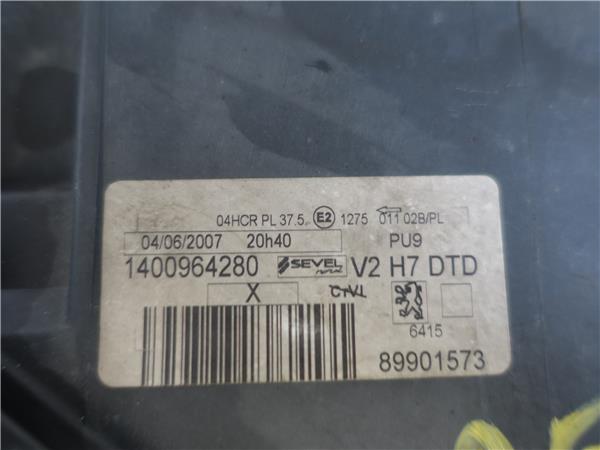 04HCR PL 37.5 E2 1275 011 02B/PL
04/06/2007 20h40 PU9
1400964280 SEVEL V2 H7 DTD
X
6415
89901573